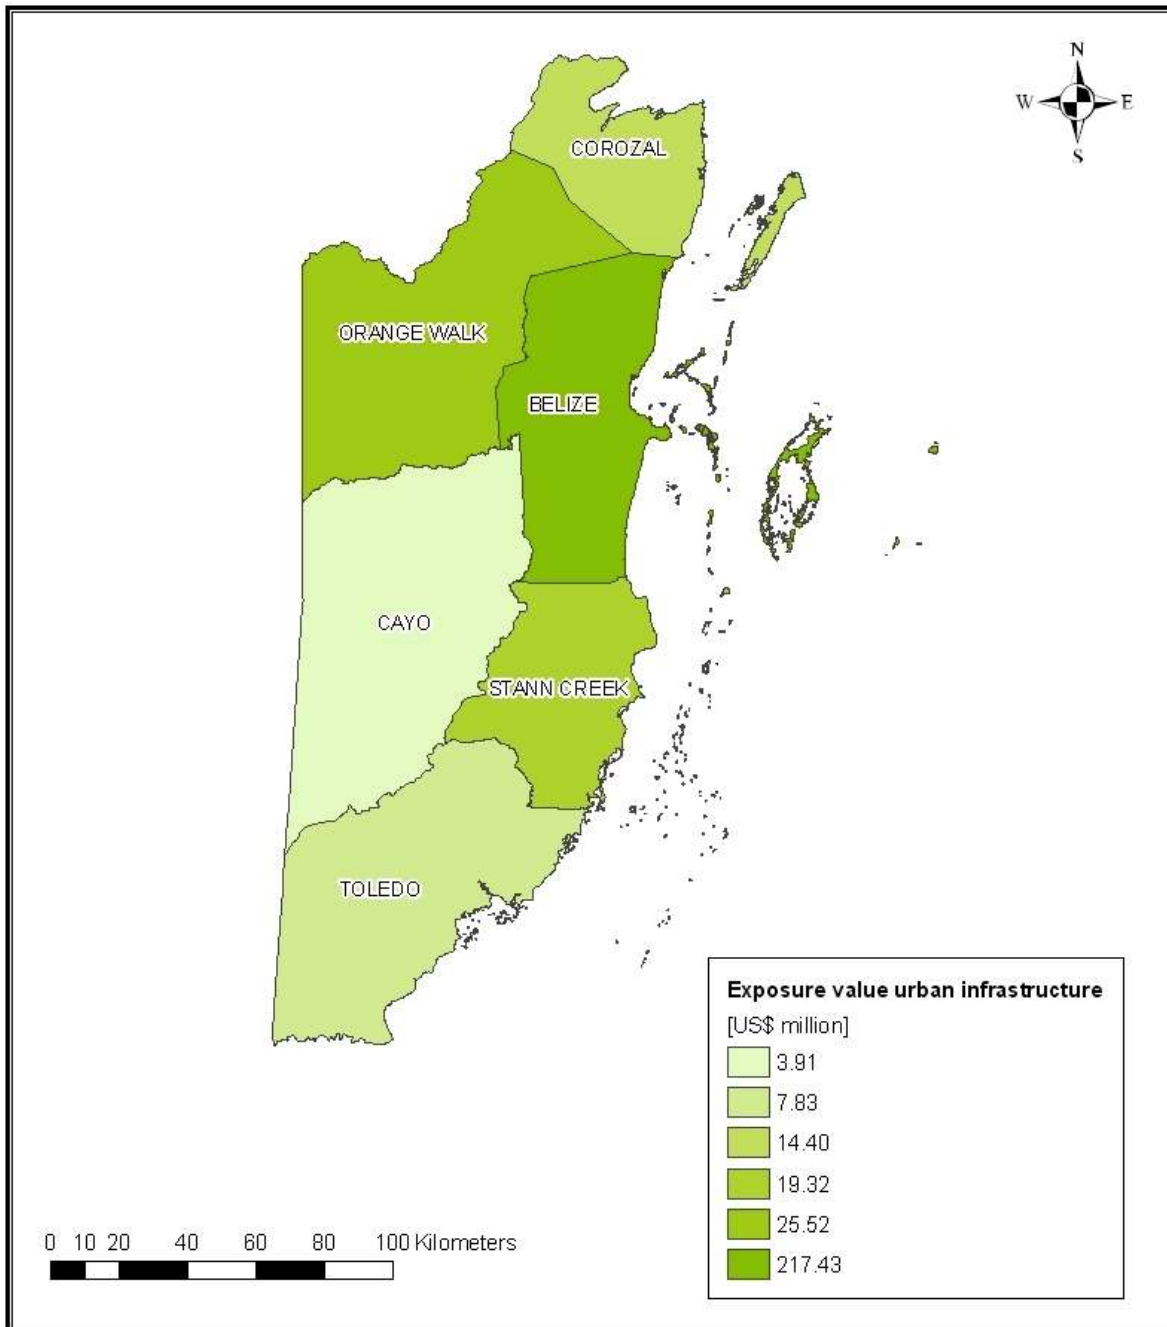 N
W E
S
COROZAL
ORANGE WALK
BELIZE
CAYO
STANN CREEK
TOLEDO
Exposure value urban infrastructure
[US$ million]
3.91
7.83
14.40
19.32
25.52
217.43
0 10 20 40 60 80 100 Kilometers